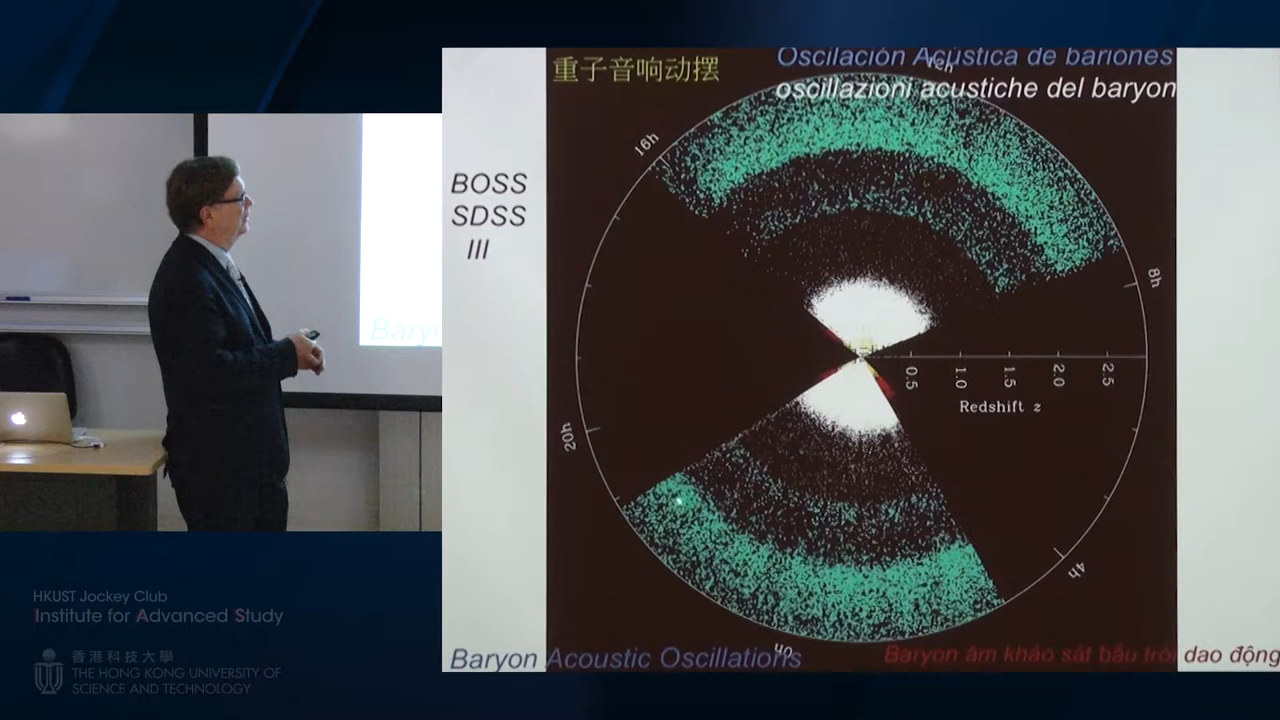 重子音响动摆
Oscilación Acústica de bariones
oscillazioni acustiche del baryon
BOSS
SDSS
III
16h
12h
8h
20h
4h
0h
0.5
1.0
1.5
2.0
2.5
Redshift z
Baryon Acoustic Oscillations
Baryon âm khảo sát bầu trời dao động
Baryo
HKUST Jockey Club
Institute for Advanced Study
香港科技大學
THE HONG KONG UNIVERSITY OF
SCIENCE AND TECHNOLOGY